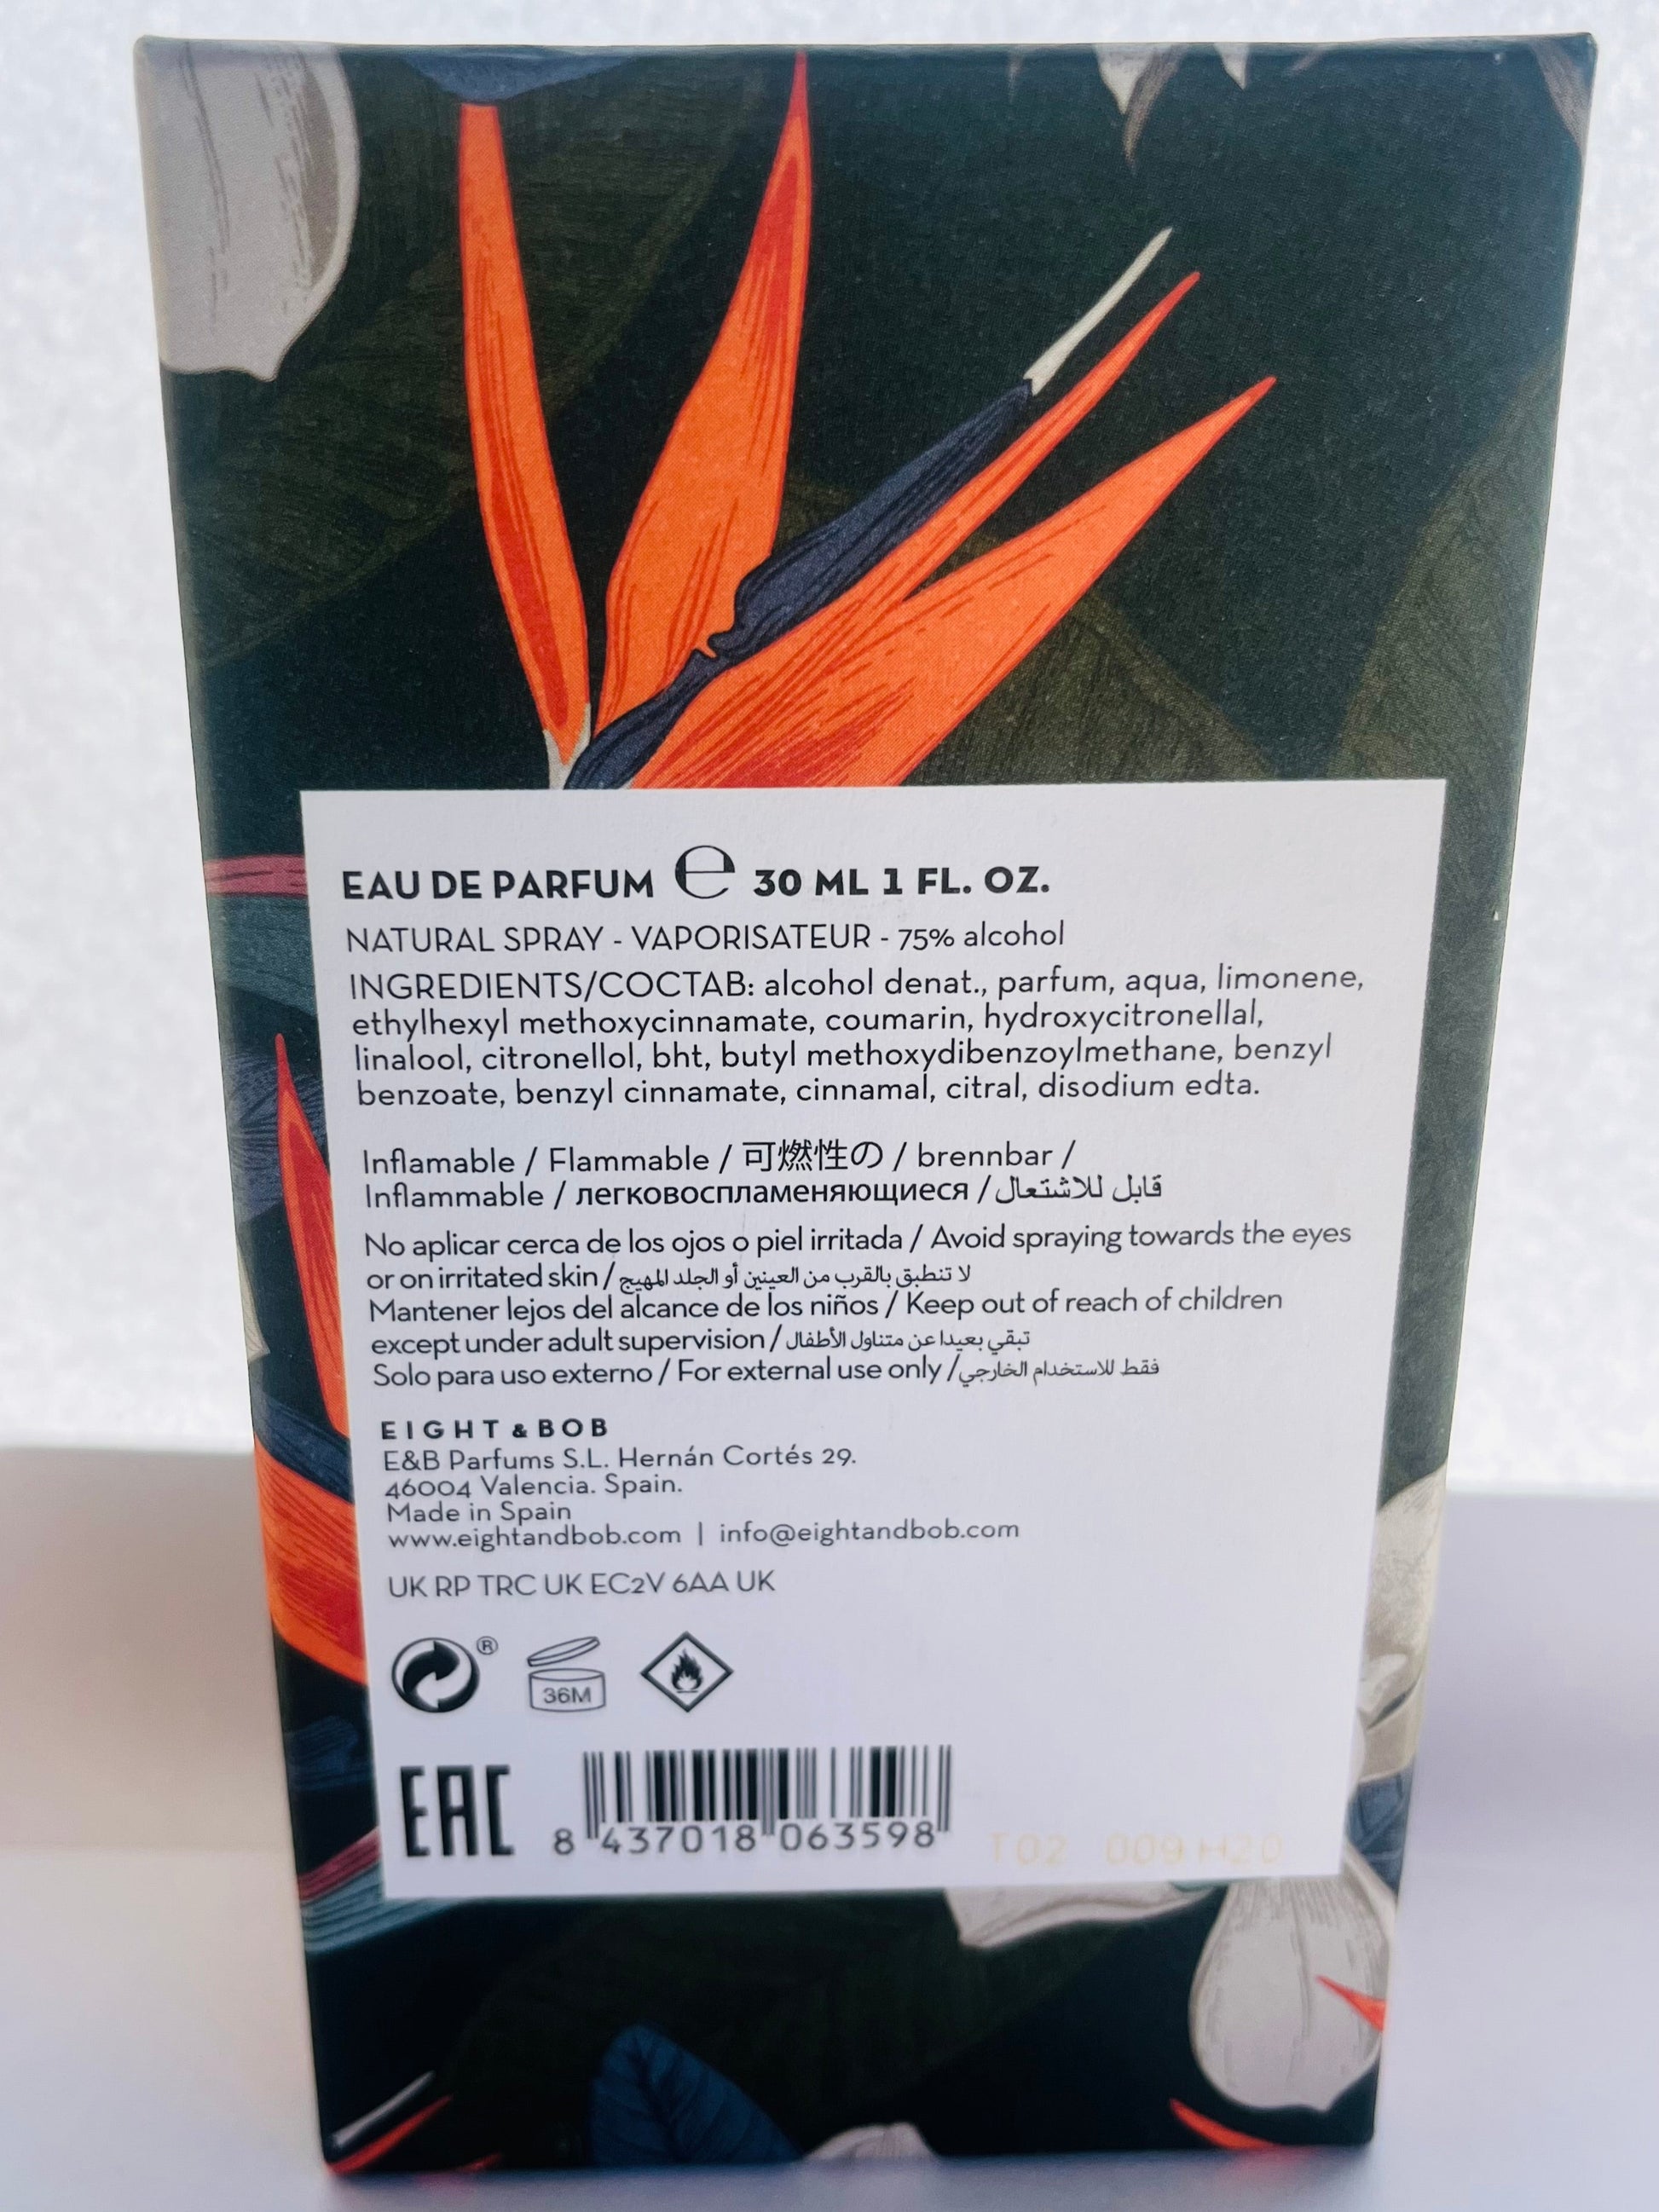 EAU DE PARFUM ℮ 30 ML 1 FL. OZ.
NATURAL SPRAY - VAPORISATEUR - 75% alcohol
INGREDIENTS/COCTAB: alcohol denat., parfum, aqua, limonene,
ethylhexyl methoxycinnamate, coumarin, hydroxycitronellal,
linalool, citronellol, bht, butyl methoxydibenzoylmethane, benzyl
benzoate, benzyl cinnamate, cinnamal, citral, disodium edta.
Inflamable / Flammable / 可燃性の / brennbar /
Inflammable / легковоспламеняющиеся / قابل للاشتعال
No aplicar cerca de los ojos o piel irritada / Avoid spraying towards the eyes
or on irritated skin / لا تنطبق بالقرب من العينين أو الجلد المهيج
Mantener lejos del alcance de los niños / Keep out of reach of children
except under adult supervision / تبقي بعيدا عن متناول الأطفال
Solo para uso externo / For external use only / فقط للاستخدام الخارجي
EIGHT & BOB
E&B Parfums S.L. Hernán Cortés 29.
46004 Valencia. Spain.
Made in Spain
www.eightandbob.com | info@eightandbob.com
UK RP TRC UK EC2V 6AA UK
®
36M
EAC
8 437018 063598
T02 009H20